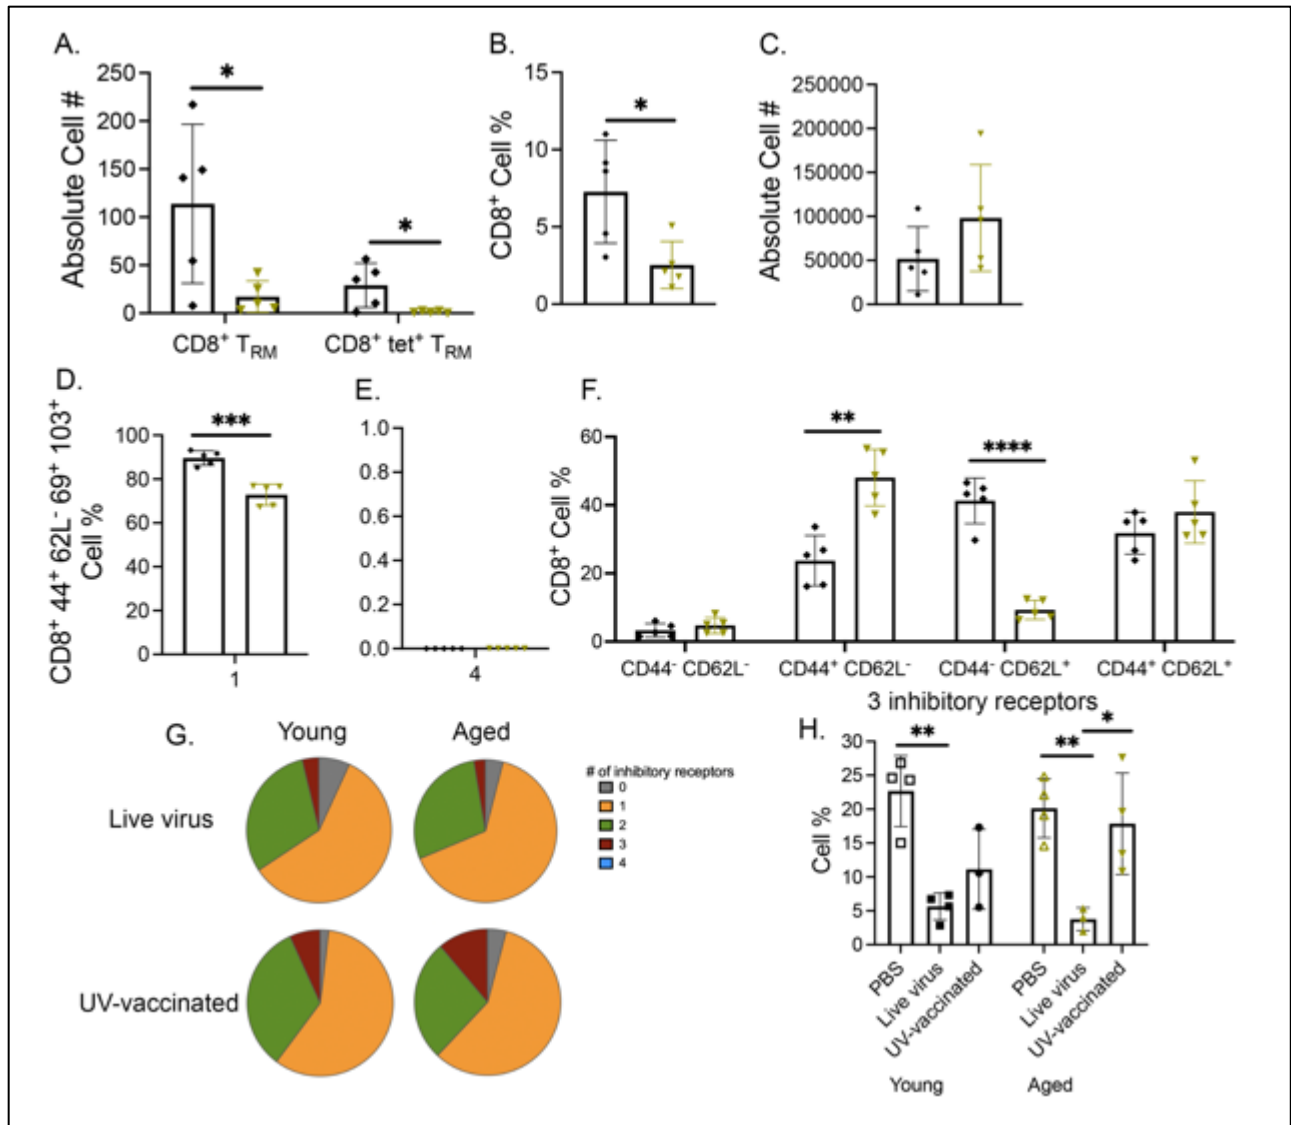 A.
Absolute Cell #
250
200
150
100
50
0
*
*
CD8⁺ T_RM
CD8⁺ tet⁺ T_RM
B.
CD8⁺ Cell %
15
10
5
0
*
C.
Absolute Cell #
250000
200000
150000
100000
50000
0
D.
CD8⁺ 44⁺ 62L⁻ 69⁺ 103⁺
Cell %
100
80
60
40
20
0
***
1
E.
1.0
0.8
0.6
0.4
0.2
0.0
4
F.
CD8⁺ Cell %
60
40
20
0
**
****
CD44⁻ CD62L⁻
CD44⁺ CD62L⁻
CD44⁻ CD62L⁺
CD44⁺ CD62L⁺
G.
Young
Aged
Live virus
UV-vaccinated
# of inhibitory receptors
0
1
2
3
4
H.
3 inhibitory receptors
Cell %
30
25
20
15
10
5
0
**
**
*
PBS
Live virus
UV-vaccinated
PBS
Live virus
UV-vaccinated
Young
Aged